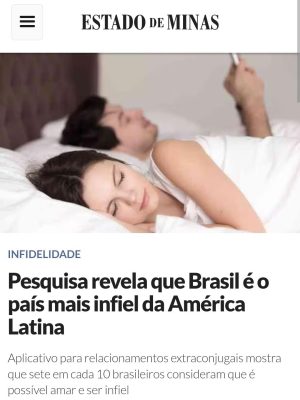 ESTADO DE MINAS
INFIDELIDADE
Pesquisa revela que Brasil é o
país mais infiel da América
Latina
Aplicativo para relacionamentos extraconjugais mostra
que sete em cada 10 brasileiros consideram que é
possível amar e ser infiel